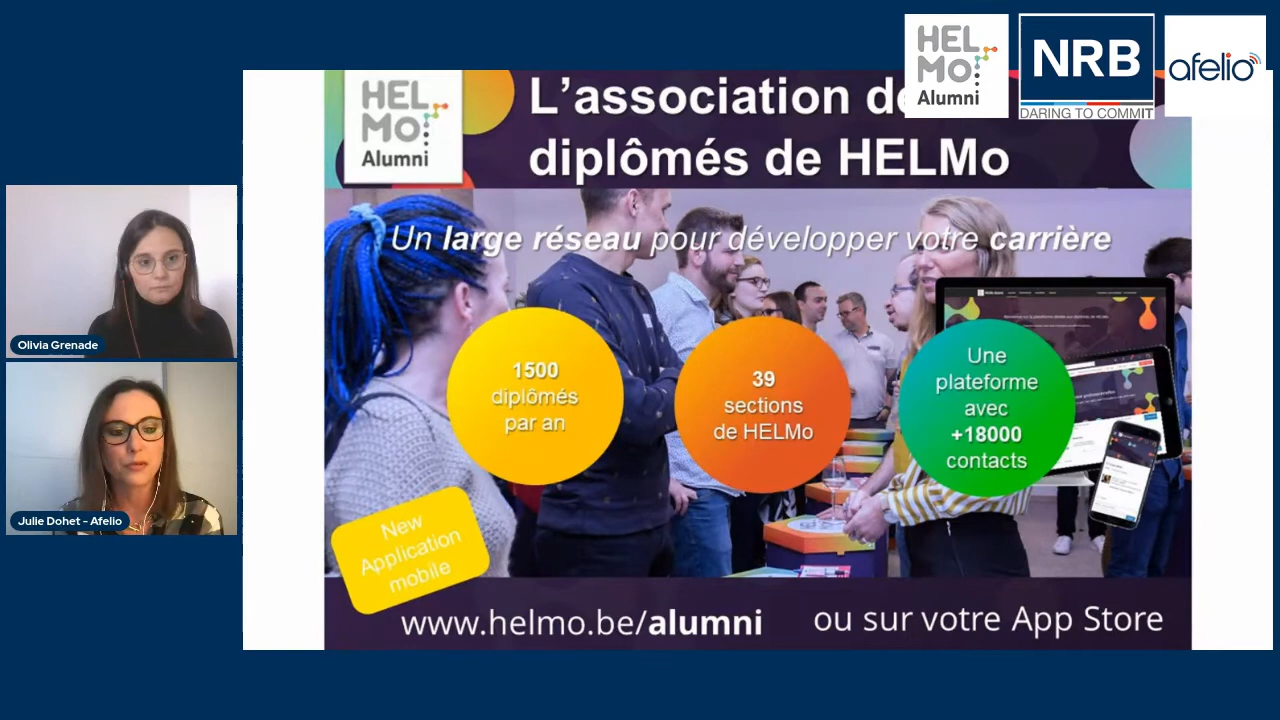 HEL
MO
Alumni
NRB
DARING TO COMMIT
afelio
HEL
MO
Alumni
L'association de
diplômés de HELMo
Un large réseau pour développer votre carrière
Olivia Grenade
Julie Dohet - Afelio
1500
diplômés
par an
39
sections
de HELMo
Une
plateforme
avec
+18000
contacts
New
Application
mobile
www.helmo.be/alumni
ou sur votre App Store